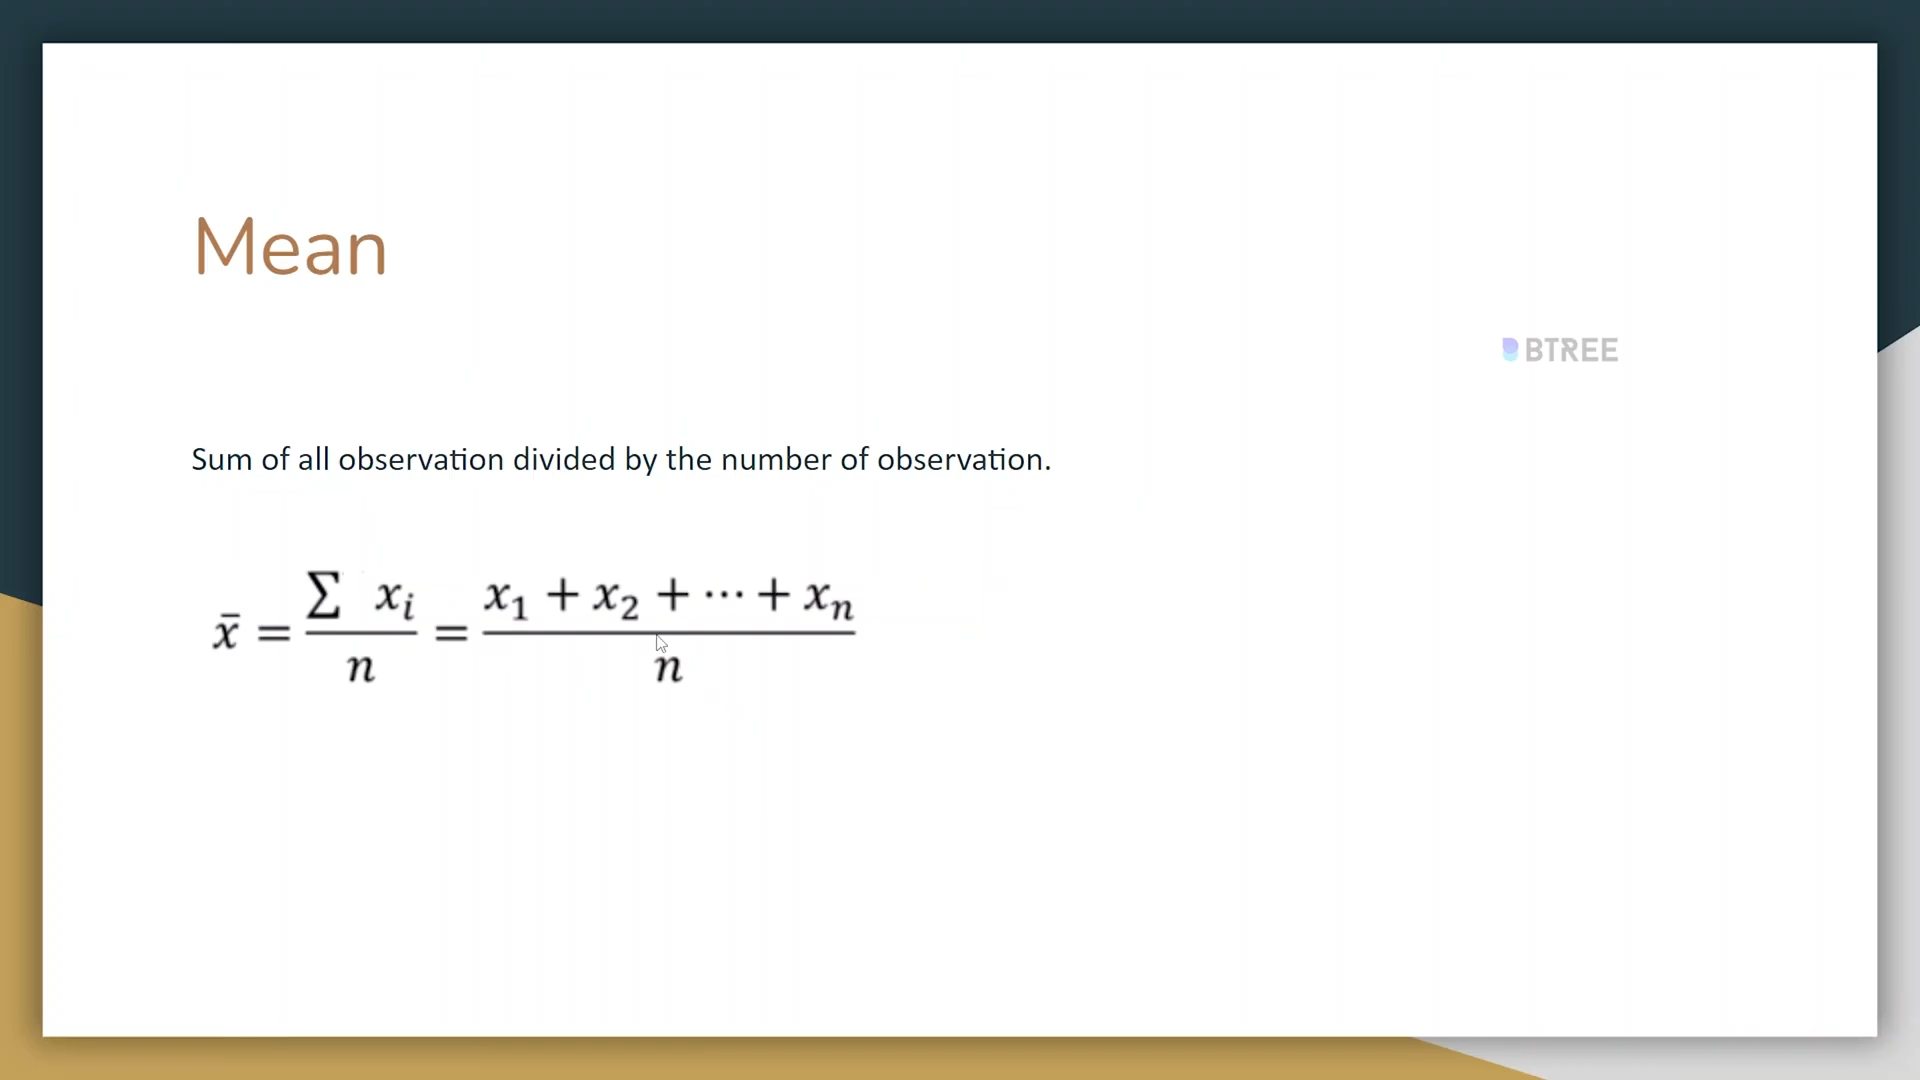 Mean
BTREE
Sum of all observation divided by the number of observation.
x̄ = ∑ xᵢ / n = x₁ + x₂ + ⋯ + xₙ / n